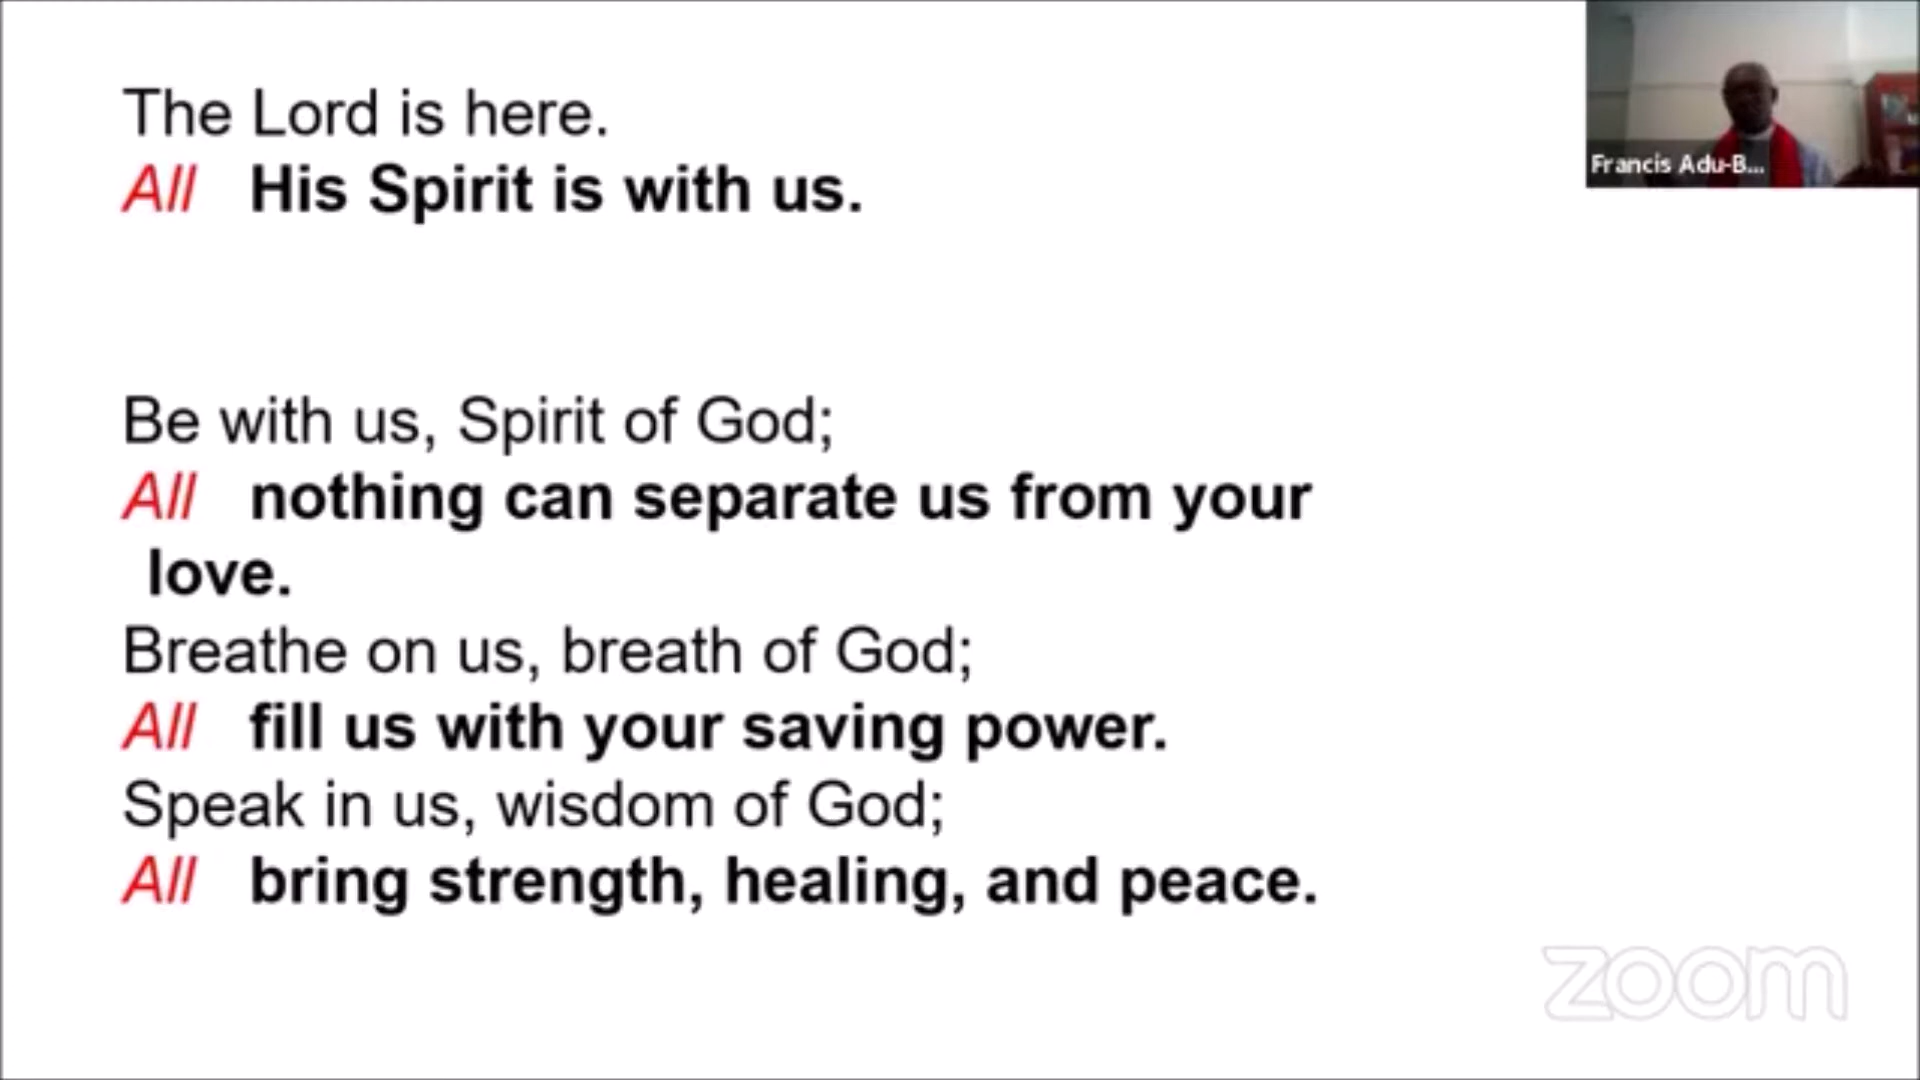 The Lord is here.
All His Spirit is with us.
Be with us, Spirit of God;
All nothing can separate us from your
love.
Breathe on us, breath of God;
All fill us with your saving power.
Speak in us, wisdom of God;
All bring strength, healing, and peace.
Francis Adu-B...
zoom